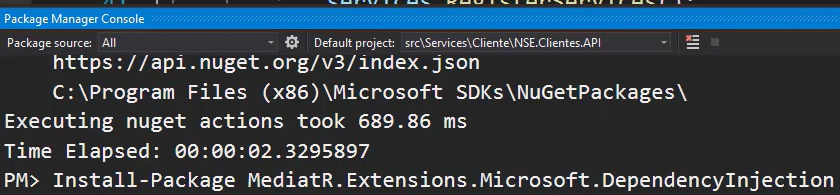 services.RegisterServices();
Package Manager Console
Package source: All Default project: src\Services\Cliente\NSE.Clientes.API
https://api.nuget.org/v3/index.json
C:\Program Files (x86)\Microsoft SDKs\NuGetPackages\
Executing nuget actions took 689.86 ms
Time Elapsed: 00:00:02.3295897
PM> Install-Package MediatR.Extensions.Microsoft.DependencyInjection